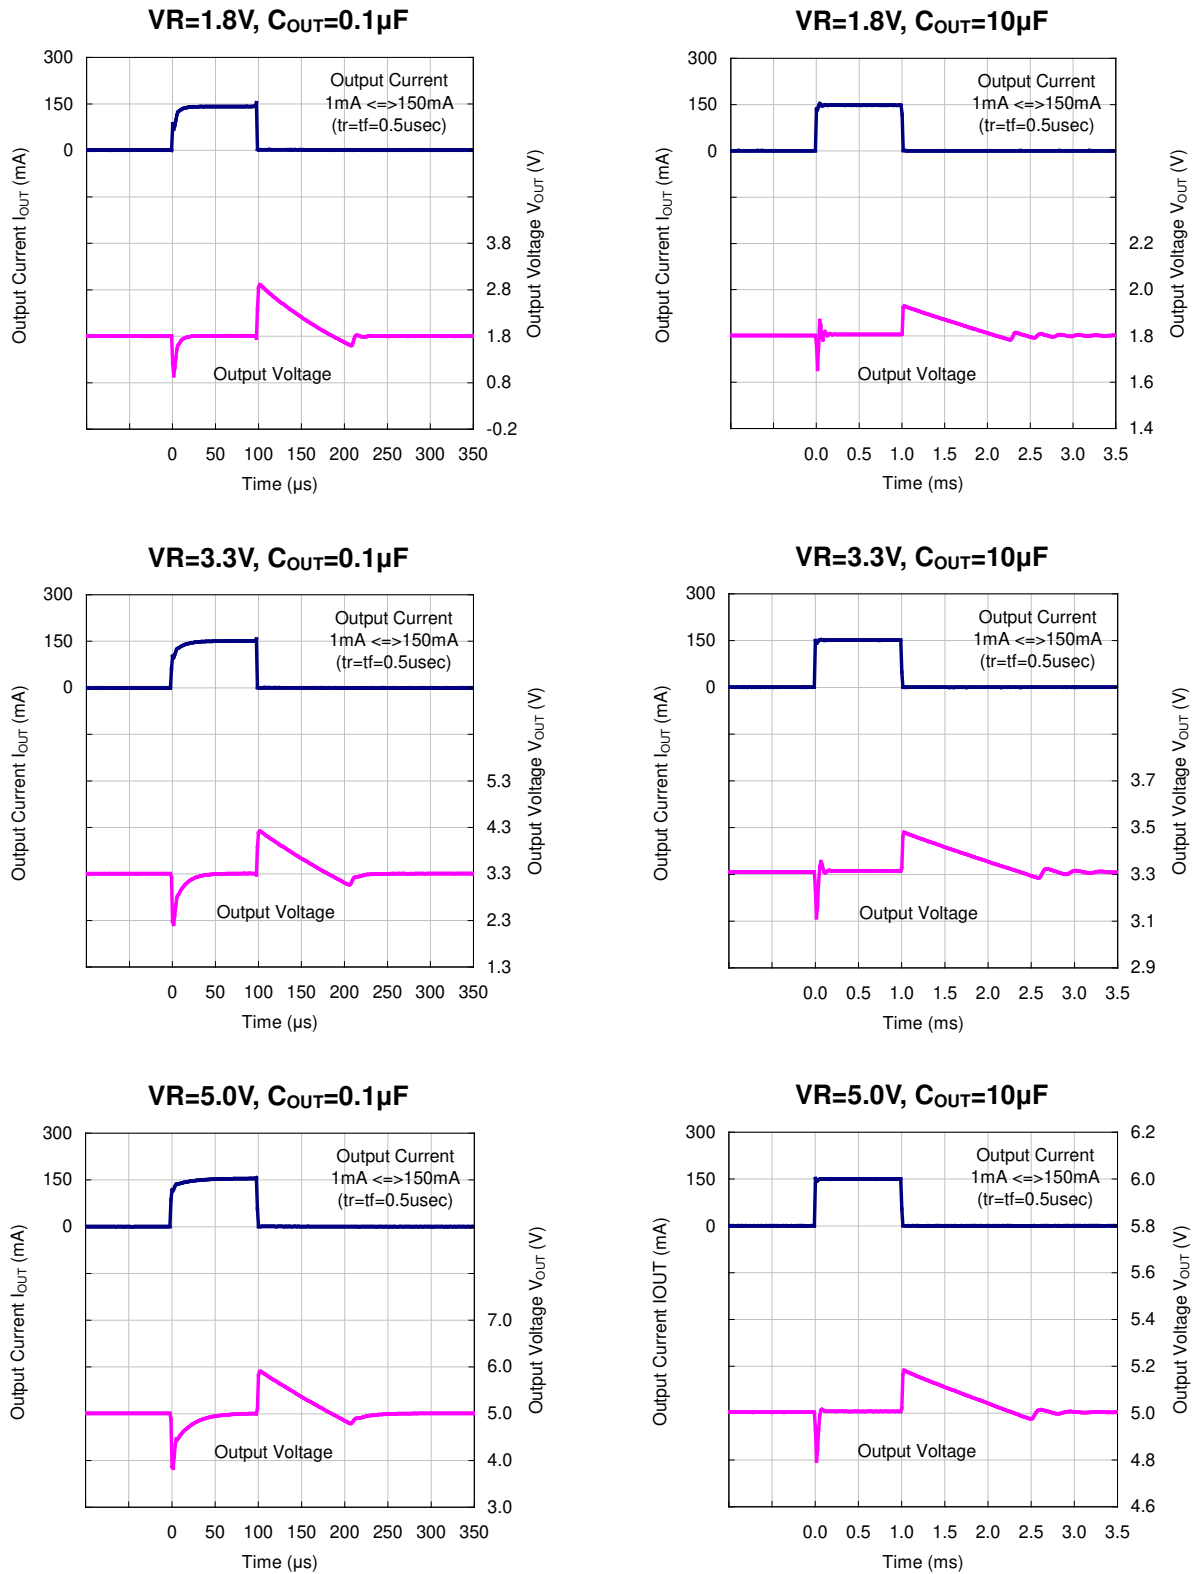 VR=1.8V, COUT=0.1µF
300
150
0
Output Current
1mA <=>150mA
(tr=tf=0.5usec)
Output Current IOUT (mA)
Output Voltage VOUT (V)
3.8
2.8
1.8
0.8
-0.2
Output Voltage
0 50 100 150 200 250 300 350
Time (µs)
VR=1.8V, COUT=10µF
300
150
0
Output Current
1mA <=>150mA
(tr=tf=0.5usec)
Output Current IOUT (mA)
Output Voltage VOUT (V)
2.2
2.0
1.8
1.6
1.4
Output Voltage
0.0 0.5 1.0 1.5 2.0 2.5 3.0 3.5
Time (ms)
VR=3.3V, COUT=0.1µF
300
150
0
Output Current
1mA <=>150mA
(tr=tf=0.5usec)
Output Current IOUT (mA)
Output Voltage VOUT (V)
5.3
4.3
3.3
2.3
1.3
Output Voltage
0 50 100 150 200 250 300 350
Time (µs)
VR=3.3V, COUT=10µF
300
150
0
Output Current
1mA <=>150mA
(tr=tf=0.5usec)
Output Current IOUT (mA)
Output Voltage VOUT (V)
3.7
3.5
3.3
3.1
2.9
Output Voltage
0.0 0.5 1.0 1.5 2.0 2.5 3.0 3.5
Time (ms)
VR=5.0V, COUT=0.1µF
300
150
0
Output Current
1mA <=>150mA
(tr=tf=0.5usec)
Output Current IOUT (mA)
Output Voltage VOUT (V)
7.0
6.0
5.0
4.0
3.0
Output Voltage
0 50 100 150 200 250 300 350
Time (µs)
VR=5.0V, COUT=10µF
300
150
0
Output Current
1mA <=>150mA
(tr=tf=0.5usec)
Output Current IOUT (mA)
Output Voltage VOUT (V)
6.2
6.0
5.8
5.6
5.4
5.2
5.0
4.8
4.6
Output Voltage
0.0 0.5 1.0 1.5 2.0 2.5 3.0 3.5
Time (ms)